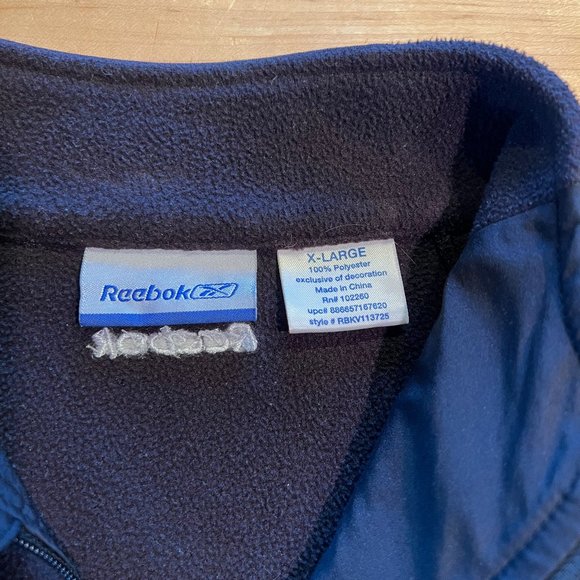 Reebok
X-LARGE
100% Polyester
exclusive of decoration
Made in China
Rn# 102260
upc# 886657167620
style # RBKV113725